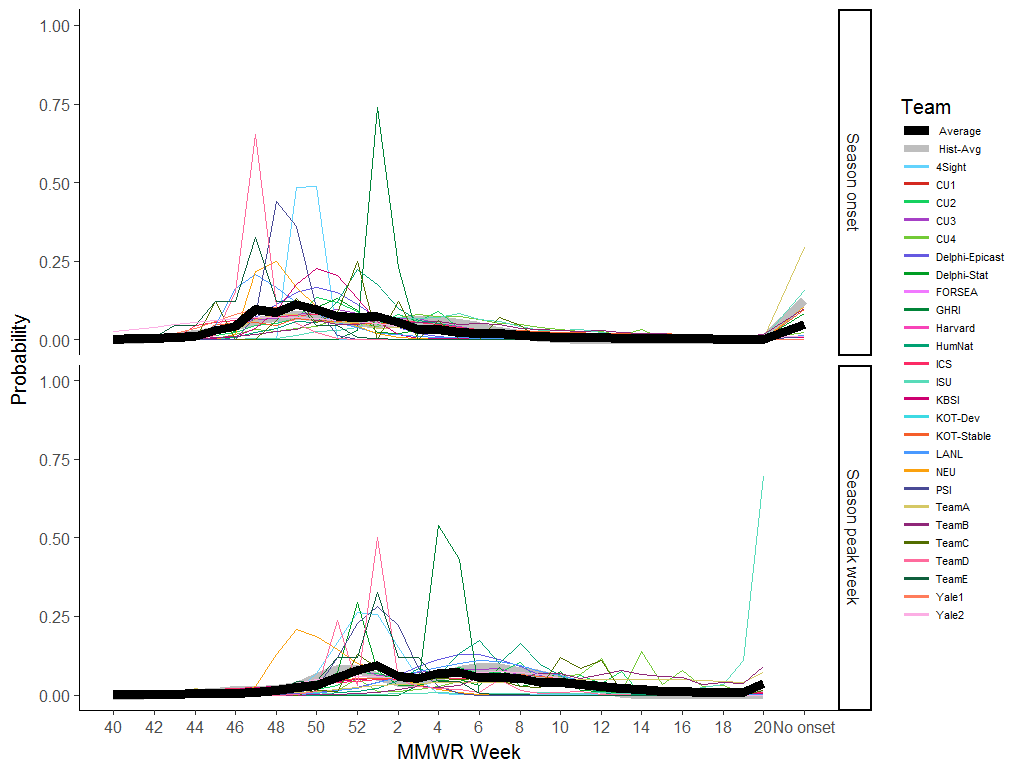 1.00
0.75
0.50
0.25
0.00
Season onset
1.00
0.75
0.50
0.25
0.00
Season peak week
Probability
40 42 44 46 48 50 52 2 4 6 8 10 12 14 16 18 20 No onset
MMWR Week
Team
Average
Hist-Avg
4Sight
CU1
CU2
CU3
CU4
Delphi-Epicast
Delphi-Stat
FORSEA
GHRI
Harvard
HumNat
ICS
ISU
KBSI
KOT-Dev
KOT-Stable
LANL
NEU
PSI
TeamA
TeamB
TeamC
TeamD
TeamE
Yale1
Yale2